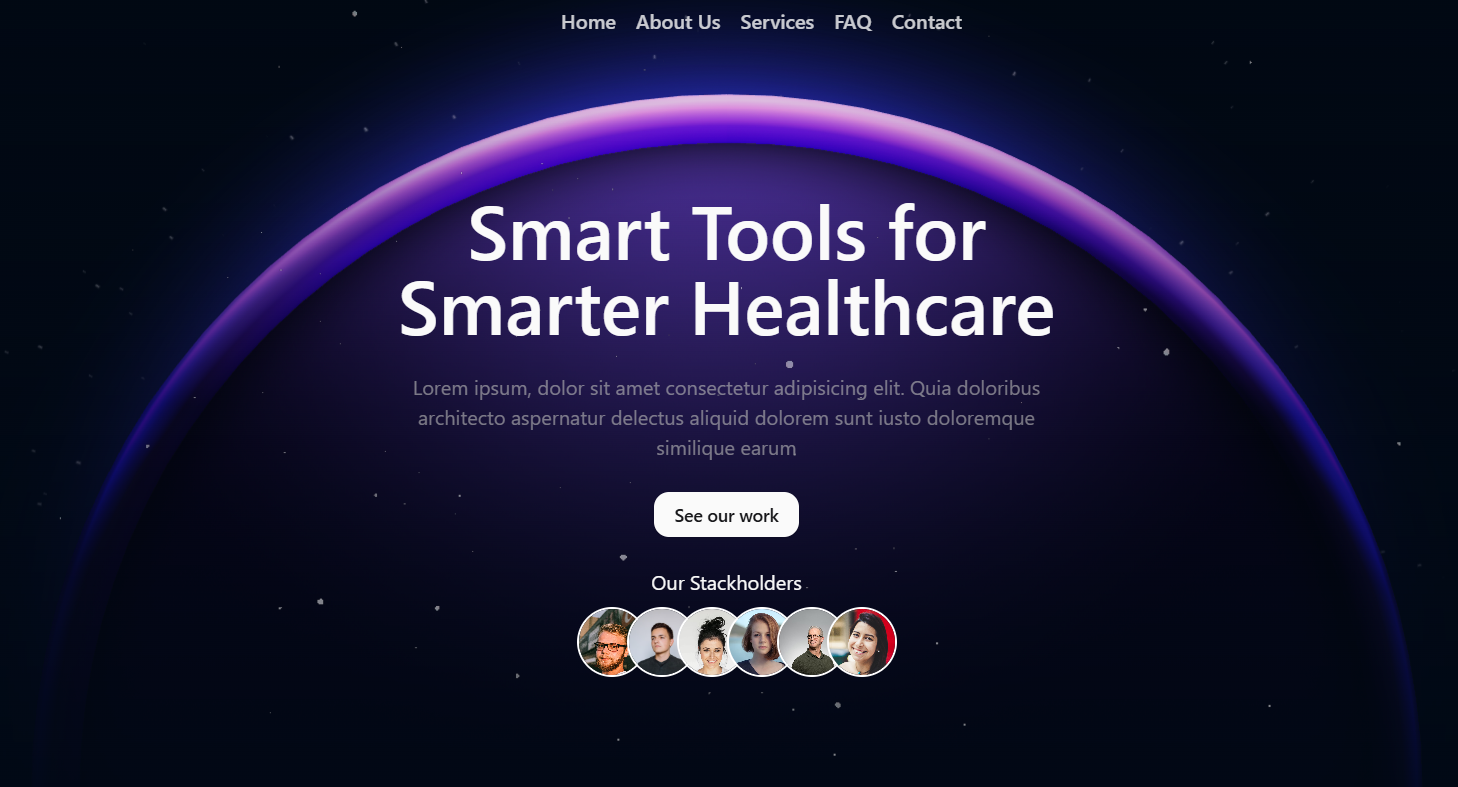 Home About Us Services FAQ Contact
Smart Tools for
Smarter Healthcare
Lorem ipsum, dolor sit amet consectetur adipisicing elit. Quia doloribus
architecto aspernatur delectus aliquid dolorem sunt iusto doloremque
similique earum
See our work
Our Stackholders